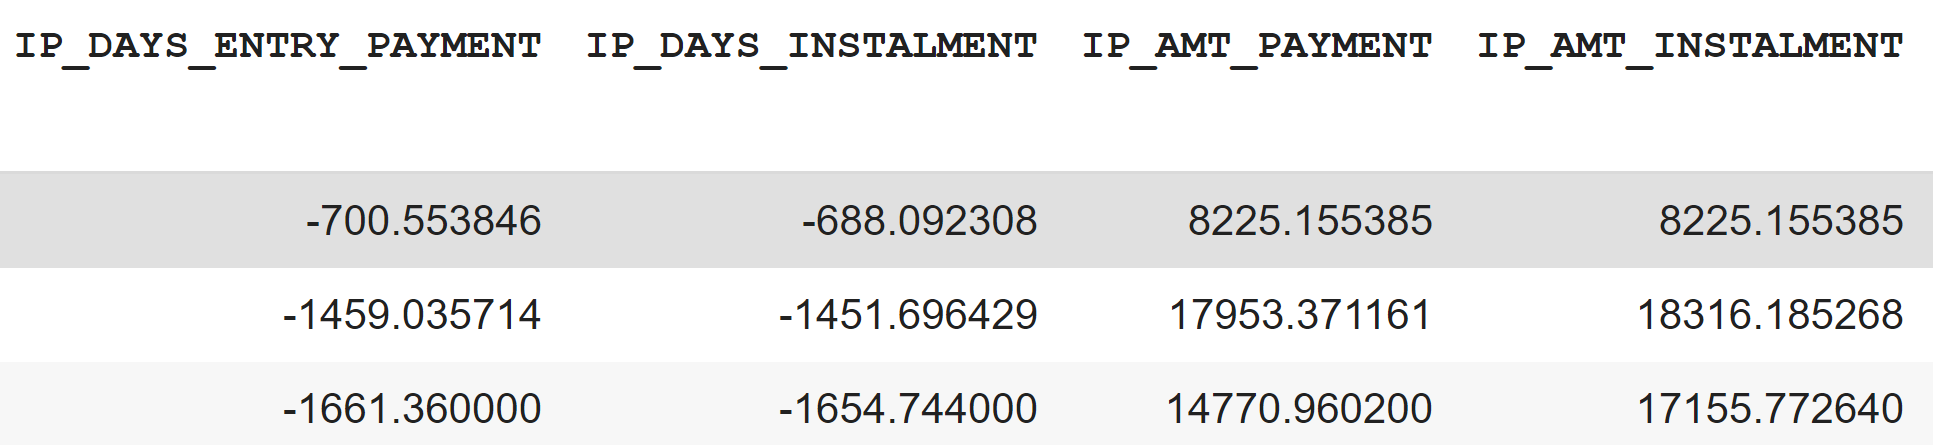 IP_DAYS_ENTRY_PAYMENT IP_DAYS_INSTALMENT IP_AMT_PAYMENT IP_AMT_INSTALMENT
-700.553846 -688.092308 8225.155385 8225.155385
-1459.035714 -1451.696429 17953.371161 18316.185268
-1661.360000 -1654.744000 14770.960200 17155.772640